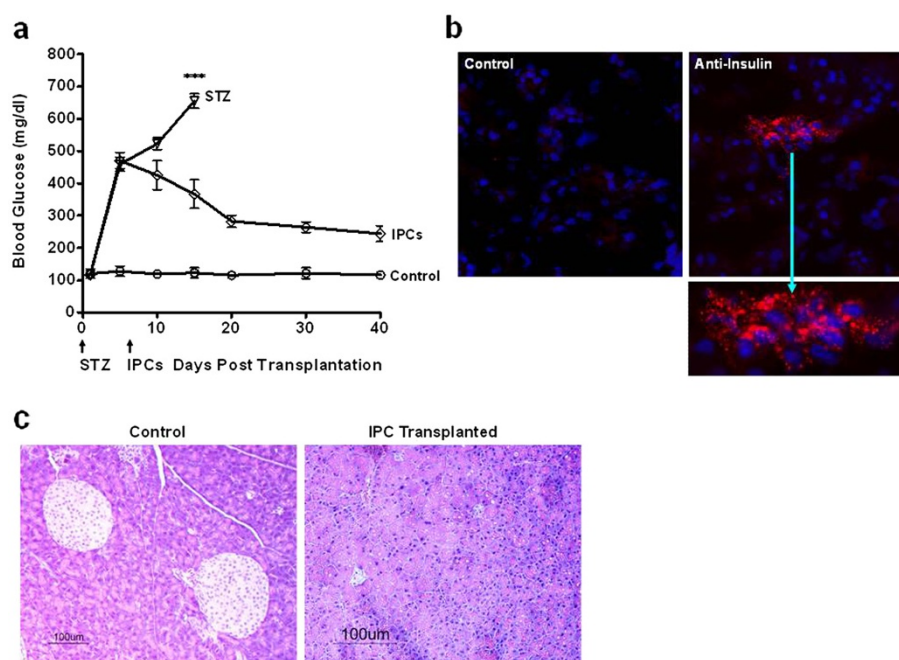 a
800
700
600
500
400
300
200
100
0
Blood Glucose (mg/dl)
***
STZ
IPCs
Control
0 10 20 30 40
STZ IPCs Days Post Transplantation
b
Control
Anti-Insulin
c
Control
IPC Transplanted
100um
100um